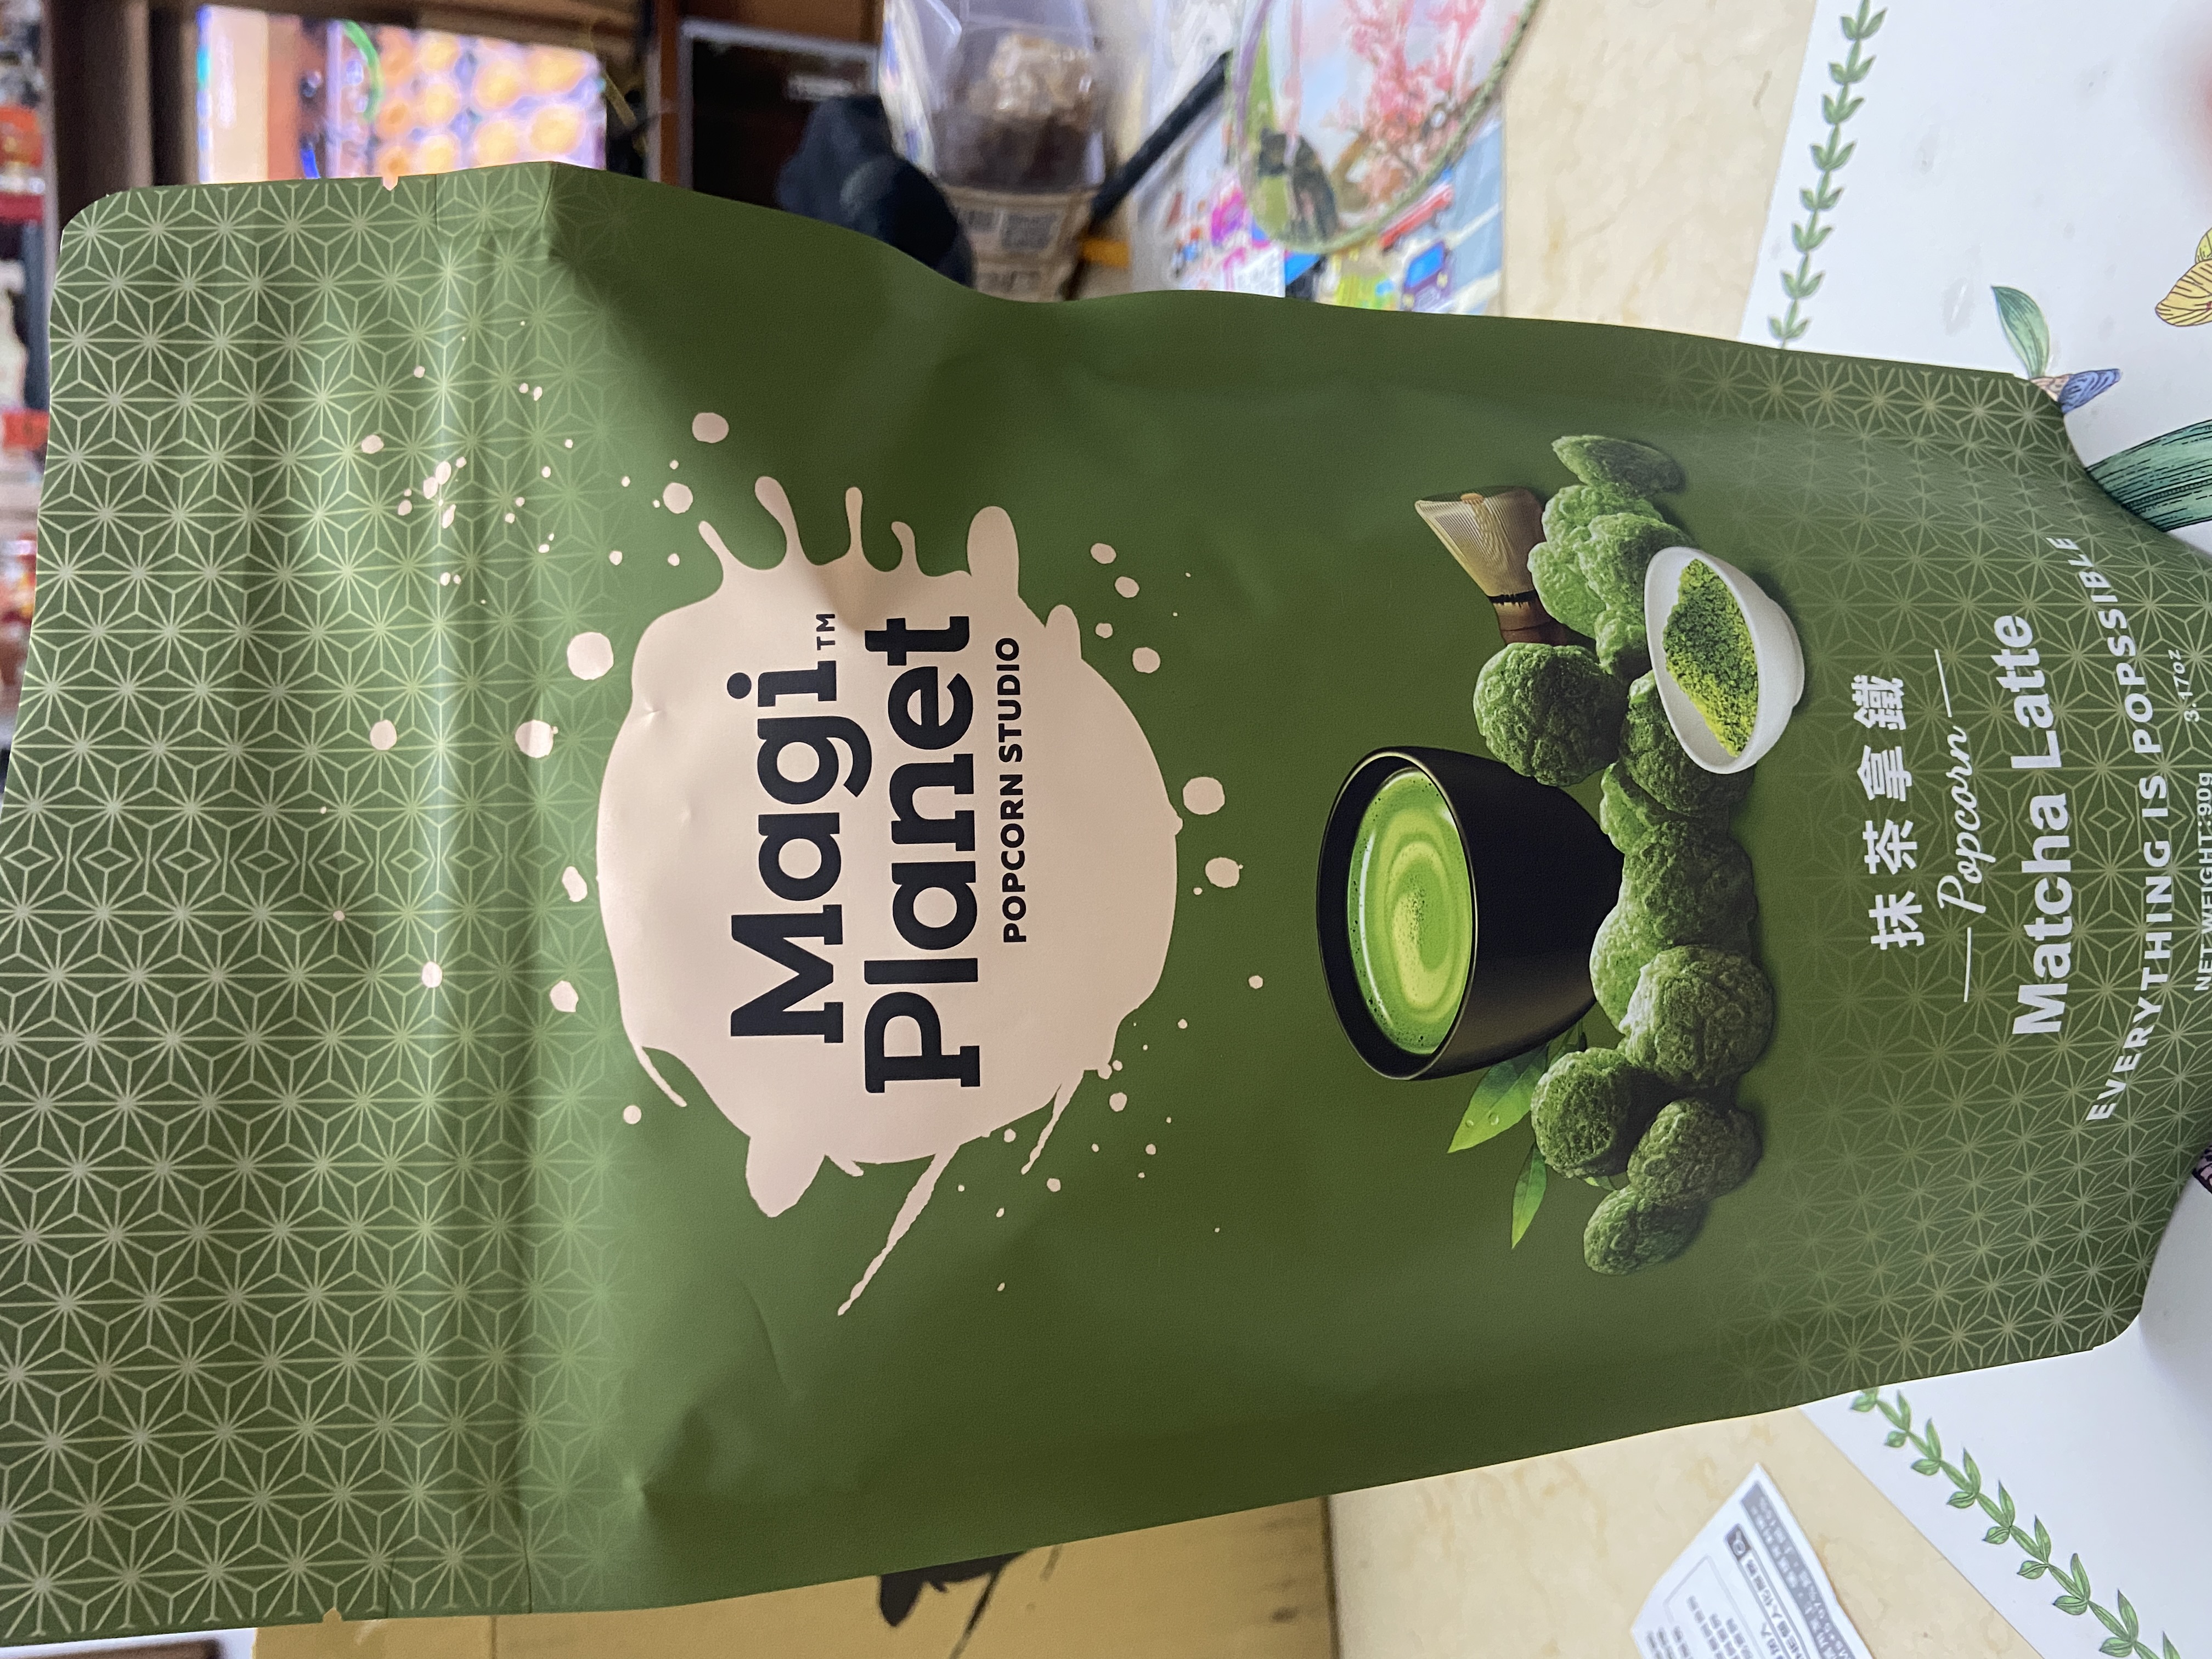 Magi™
Planet
POPCORN STUDIO
抹茶拿鐵
Popcorn
Matcha Latte
EVERYTHING IS POPSSIBLE
NET WEIGHT:90g 3.17oz